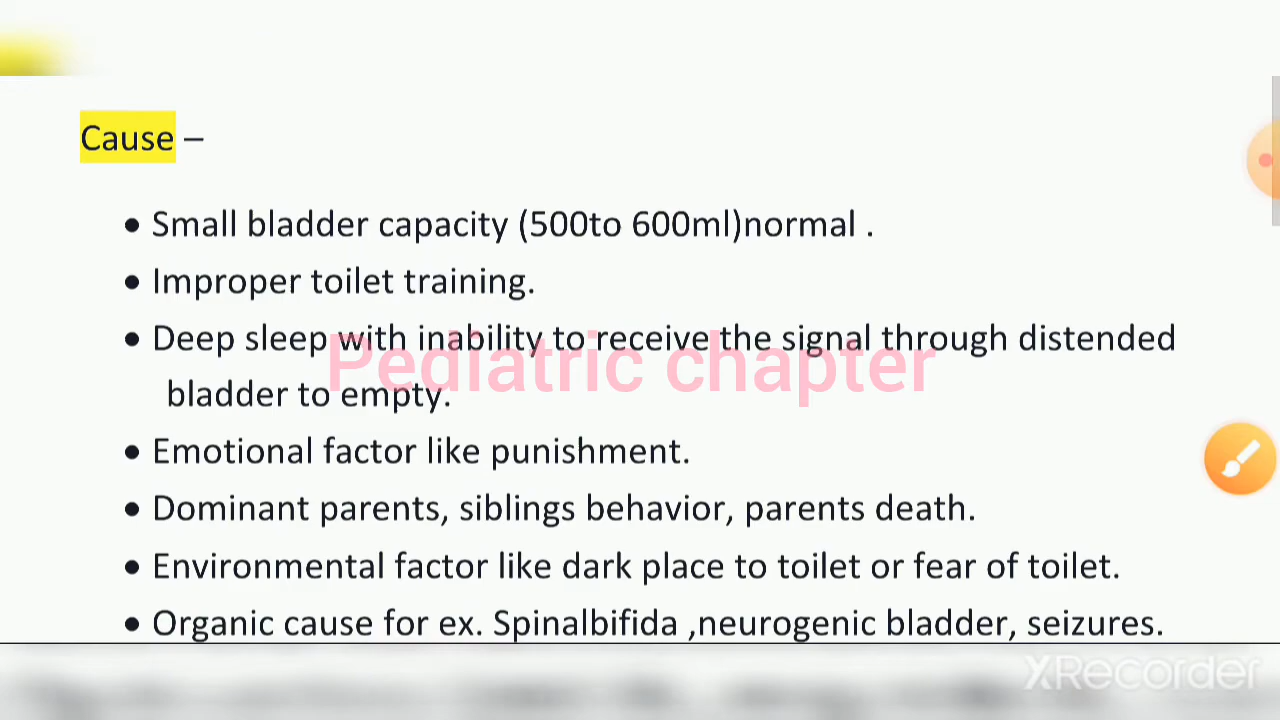 Cause –
• Small bladder capacity (500to 600ml)normal .
• Improper toilet training.
• Deep sleep with inability to receive the signal through distended
bladder to empty.
Pediatric chapter
• Emotional factor like punishment.
• Dominant parents, siblings behavior, parents death.
• Environmental factor like dark place to toilet or fear of toilet.
• Organic cause for ex. Spinalbifida ,neurogenic bladder, seizures.
XRecorder